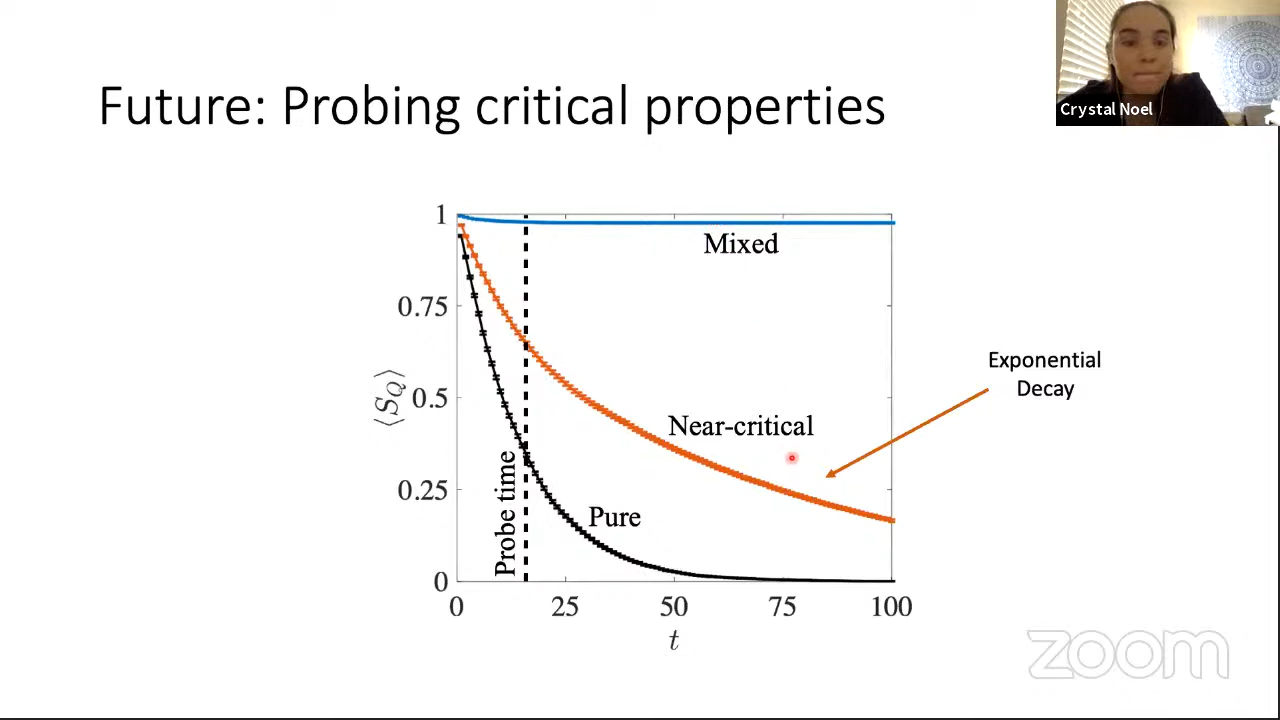 Future: Probing critical properties
Crystal Noel
1
0.75
0.5
0.25
0
⟨S_Q⟩
Mixed
Near-critical
Pure
Probe time
Exponential
Decay
0 25 50 75 100
t
zoom